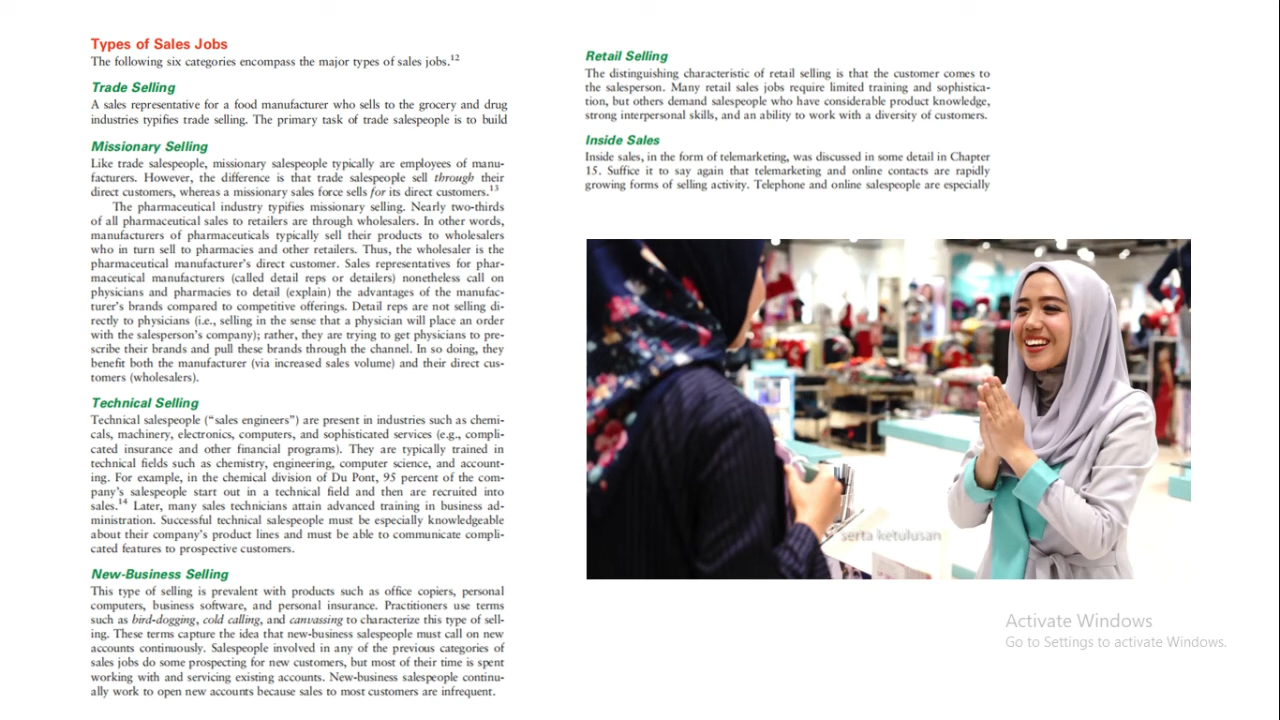 Types of Sales Jobs
The following six categories encompass the major types of sales jobs.12
Trade Selling
A sales representative for a food manufacturer who sells to the grocery and drug
industries typifies trade selling. The primary task of trade salespeople is to build
Missionary Selling
Like trade salespeople, missionary salespeople typically are employees of manu-
facturers. However, the difference is that trade salespeople sell through their
direct customers, whereas a missionary sales force sells for its direct customers.13
The pharmaceutical industry typifies missionary selling. Nearly two-thirds
of all pharmaceutical sales to retailers are through wholesalers. In other words,
manufacturers of pharmaceuticals typically sell their products to wholesalers
who in turn sell to pharmacies and other retailers. Thus, the wholesaler is the
pharmaceutical manufacturer's direct customer. Sales representatives for phar-
maceutical manufacturers (called detail reps or detailers) nonetheless call on
physicians and pharmacies to detail (explain) the advantages of the manufac-
turer's brands compared to competitive offerings. Detail reps are not selling di-
rectly to physicians (i.e., selling in the sense that a physician will place an order
with the salesperson's company); rather, they are trying to get physicians to pre-
scribe their brands and pull these brands through the channel. In so doing, they
benefit both the manufacturer (via increased sales volume) and their direct cus-
tomers (wholesalers).
Technical Selling
Technical salespeople ("sales engineers") are present in industries such as chemi-
cals, machinery, electronics, computers, and sophisticated services (e.g., compli-
cated insurance and other financial programs). They are typically trained in
technical fields such as chemistry, engineering, computer science, and account-
ing. For example, in the chemical division of Du Pont, 95 percent of the com-
pany's salespeople start out in a technical field and then are recruited into
sales.14 Later, many sales technicians attain advanced training in business ad-
ministration. Successful technical salespeople must be especially knowledgeable
about their company's product lines and must be able to communicate compli-
cated features to prospective customers.
New-Business Selling
This type of selling is prevalent with products such as office copiers, personal
computers, business software, and personal insurance. Practitioners use terms
such as bird-dogging, cold calling, and canvassing to characterize this type of sell-
ing. These terms capture the idea that new-business salespeople must call on new
accounts continuously. Salespeople involved in any of the previous categories of
sales jobs do some prospecting for new customers, but most of their time is spent
working with and servicing existing accounts. New-business salespeople continu-
ally work to open new accounts because sales to most customers are infrequent.
Retail Selling
The distinguishing characteristic of retail selling is that the customer comes to
the salesperson. Many retail sales jobs require limited training and sophistica-
tion, but others demand salespeople who have considerable product knowledge,
strong interpersonal skills, and an ability to work with a diversity of customers.
Inside Sales
Inside sales, in the form of telemarketing, was discussed in some detail in Chapter
15. Suffice it to say again that telemarketing and online contacts are rapidly
growing forms of selling activity. Telephone and online salespeople are especially
serta ketulusan
Activate Windows
Go to Settings to activate Windows.